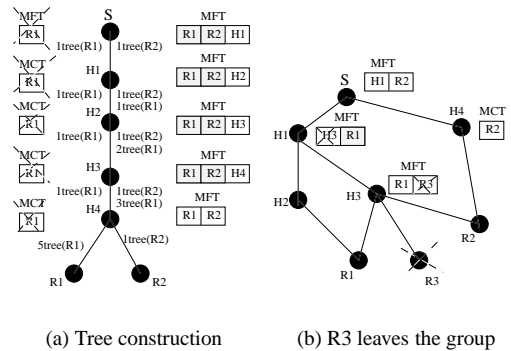 MFT
R1
S
MFT
R1 R2 H1
1tree(R1)
1tree(R2)
MCT
R1
H1
MFT
R1 R2 H2
1tree(R1)
1tree(R2)
1tree(R1)
MCT
R1
H2
MFT
R1 R2 H3
1tree(R1)
1tree(R2)
2tree(R1)
MCT
R1
H3
MFT
R1 R2 H4
1tree(R1)
1tree(R2)
3tree(R1)
MCT
R1
H4
MFT
R1 R2
5tree(R1)
1tree(R2)
R1
R2
(a) Tree construction
MFT
H1 R2
S
H4
MCT
R2
MFT
H3 R1
H1
MFT
R1 R3
H2
H3
R2
R1
R3
(b) R3 leaves the group